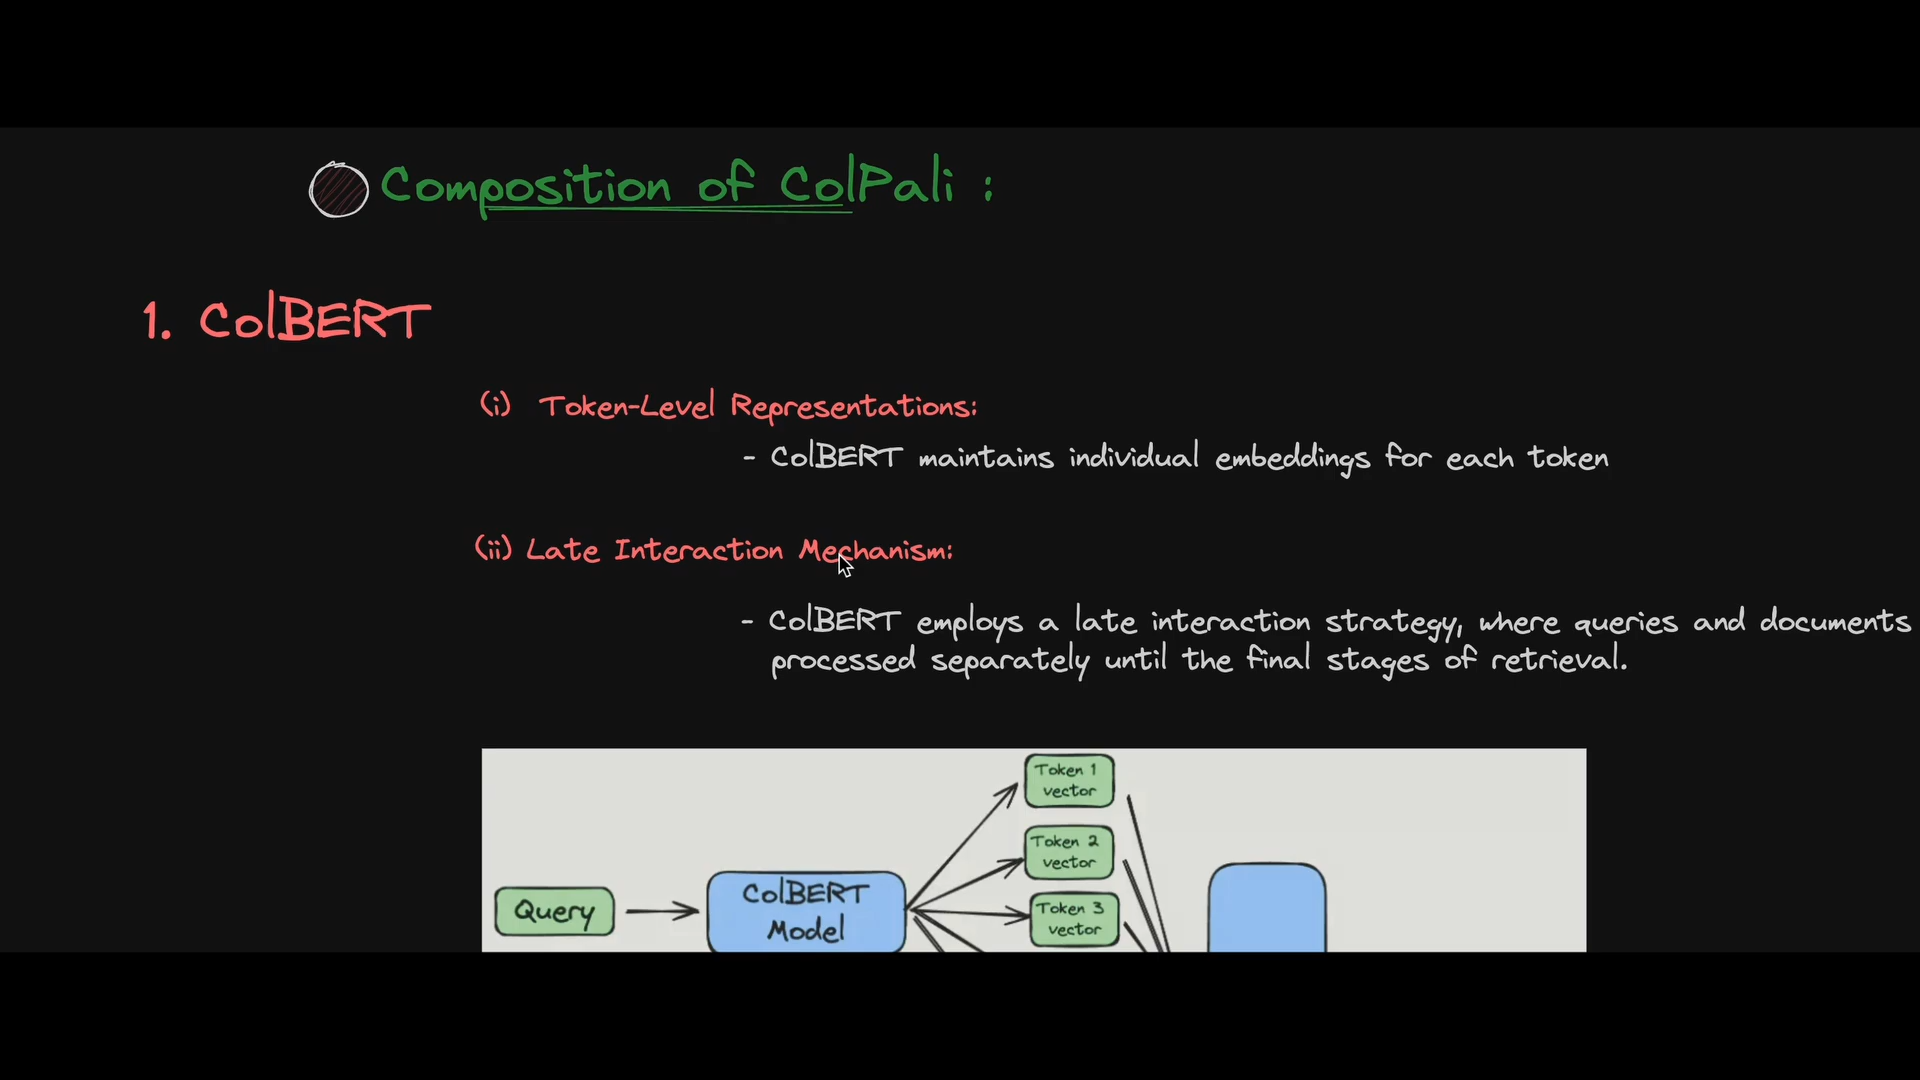 Composition of ColPali :
1. ColBERT
(i) Token-Level Representations:
- ColBERT maintains individual embeddings for each token
(ii) Late Interaction Mechanism:
- ColBERT employs a late interaction strategy, where queries and documents
processed separately until the final stages of retrieval.
Token 1
vector
Token 2
vector
Query
ColBERT
Model
Token 3
vector